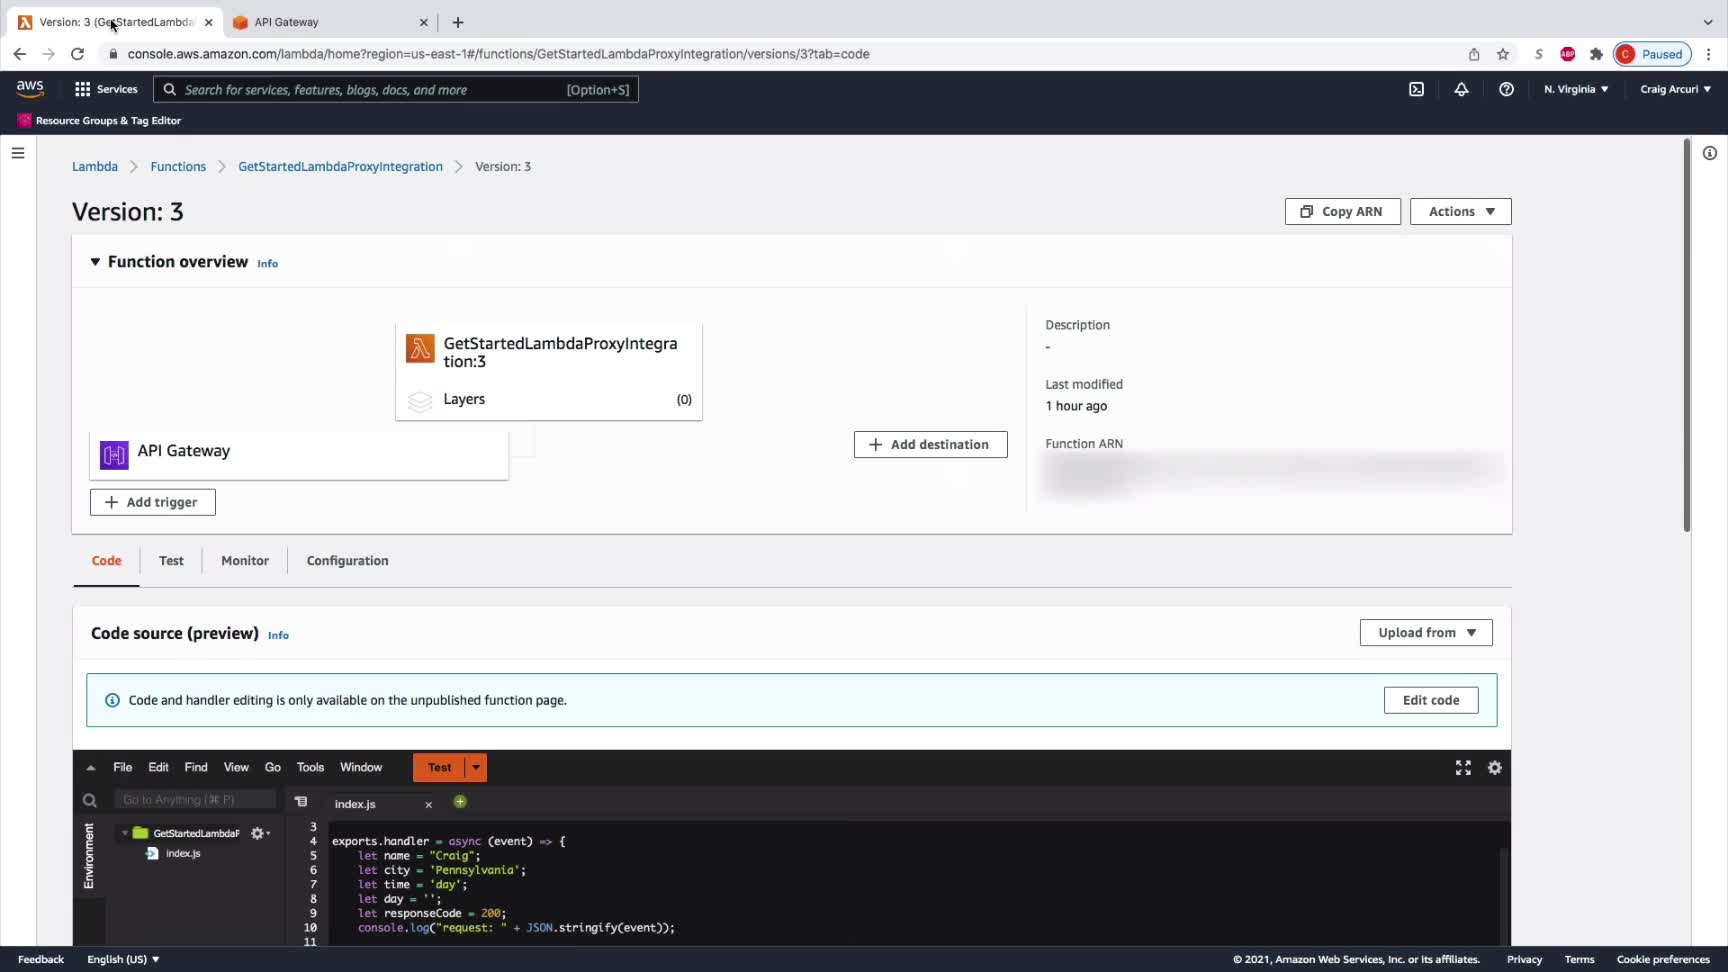 Version: 3 (GetStartedLambda
API Gateway
console.aws.amazon.com/lambda/home?region=us-east-1#/functions/GetStartedLambdaProxyIntegration/versions/3?tab=code
S
ABP
C Paused
aws
Services
Search for services, features, blogs, docs, and more [Option+S]
N. Virginia
Craig Arcuri
Resource Groups & Tag Editor
Lambda
Functions
GetStartedLambdaProxyIntegration
Version: 3
Version: 3
Copy ARN
Actions
Function overview Info
GetStartedLambdaProxyIntegra
tion:3
Layers (0)
API Gateway
Add trigger
Add destination
Description
-
Last modified
1 hour ago
Function ARN
Code
Test
Monitor
Configuration
Code source (preview) Info
Upload from
Code and handler editing is only available on the unpublished function page.
Edit code
File Edit Find View Go Tools Window
Test
Go to Anything (⌘ P)
index.js
Environment
GetStartedLambdaF
index.js
3
4 exports.handler = async (event) => {
5 let name = "Craig";
6 let city = 'Pennsylvania';
7 let time = 'day';
8 let day = '';
9 let responseCode = 200;
10 console.log("request: " + JSON.stringify(event));
11
Feedback
English (US)
© 2021, Amazon Web Services, Inc. or its affiliates.
Privacy
Terms
Cookie preferences